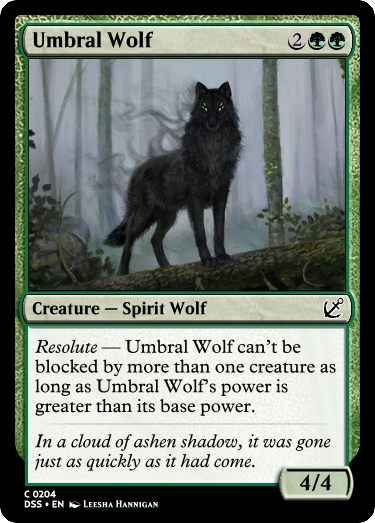 Umbral Wolf 2
Creature — Spirit Wolf
Resolute — Umbral Wolf can't be
blocked by more than one creature as
long as Umbral Wolf's power is
greater than its base power.
In a cloud of ashen shadow, it was gone
just as quickly as it had come.
4/4
C 0204
DSS • EN Leesha Hannigan